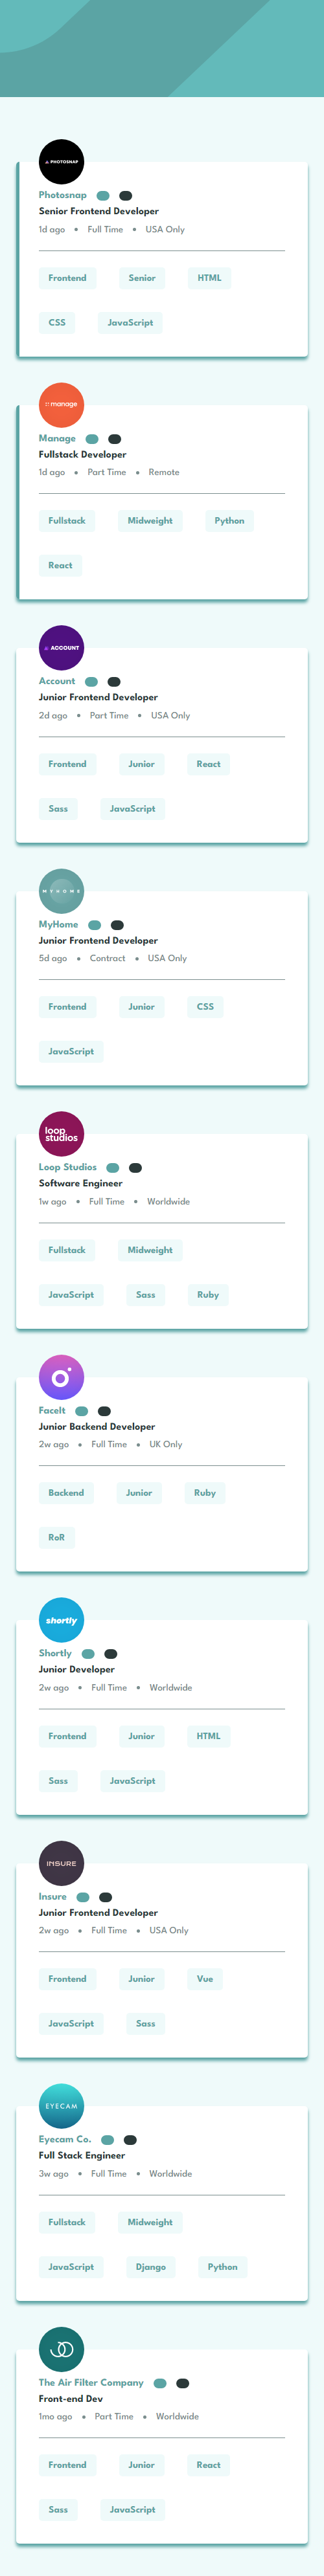 PHOTOSNAP
Photosnap
Senior Frontend Developer
1d ago • Full Time • USA Only
Frontend Senior HTML
CSS JavaScript
manage
Manage
Fullstack Developer
1d ago • Part Time • Remote
Fullstack Midweight Python
React
ACCOUNT
Account
Junior Frontend Developer
2d ago • Part Time • USA Only
Frontend Junior React
Sass JavaScript
MYHOME
MyHome
Junior Frontend Developer
5d ago • Contract • USA Only
Frontend Junior CSS
JavaScript
loop
studios
Loop Studios
Software Engineer
1w ago • Full Time • Worldwide
Fullstack Midweight
JavaScript Sass Ruby
FaceIt
Junior Backend Developer
2w ago • Full Time • UK Only
Backend Junior Ruby
RoR
shortly
Shortly
Junior Developer
2w ago • Full Time • Worldwide
Frontend Junior HTML
Sass JavaScript
INSURE
Insure
Junior Frontend Developer
2w ago • Full Time • USA Only
Frontend Junior Vue
JavaScript Sass
EYECAM
Eyecam Co.
Full Stack Engineer
3w ago • Full Time • Worldwide
Fullstack Midweight
JavaScript Django Python
The Air Filter Company
Front-end Dev
1mo ago • Part Time • Worldwide
Frontend Junior React
Sass JavaScript